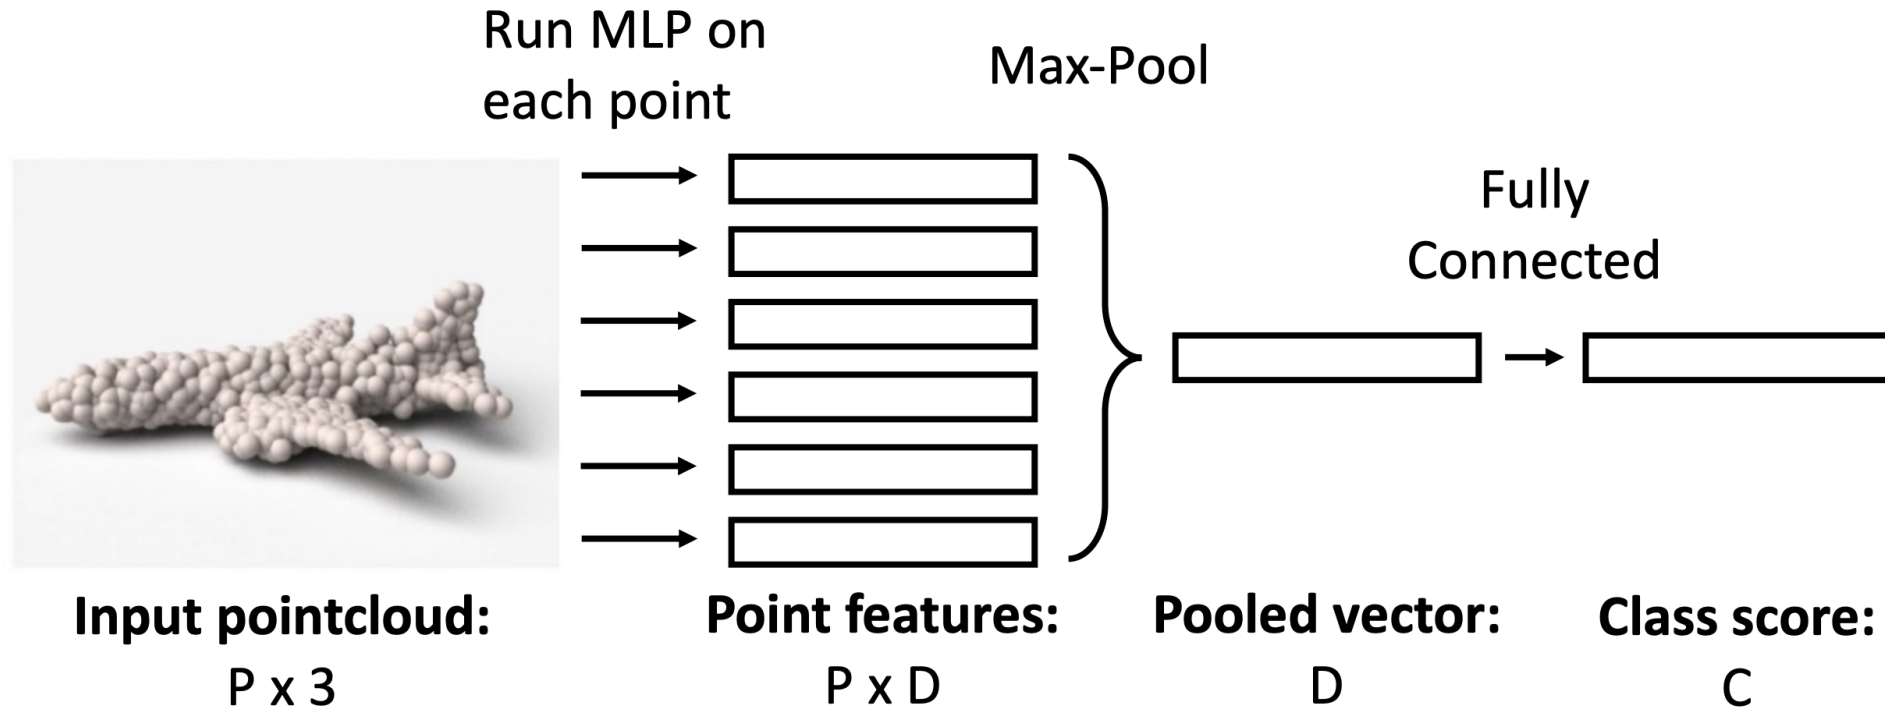 Run MLP on
each point
Max-Pool
Fully
Connected
Input pointcloud:
P x 3
Point features:
P x D
Pooled vector:
D
Class score:
C